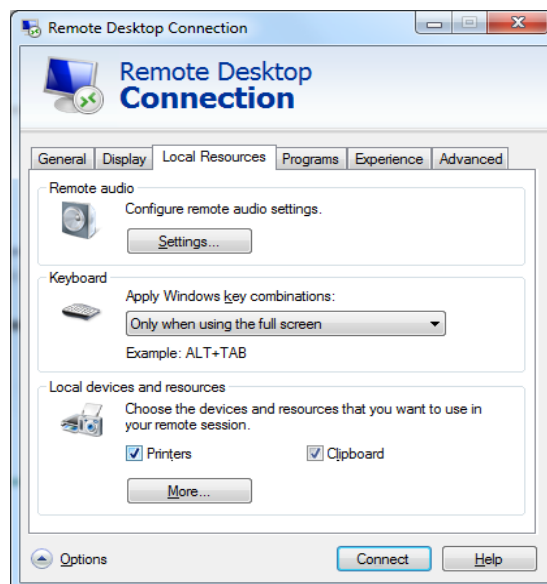 Remote Desktop Connection
Remote Desktop
Connection
General Display Local Resources Programs Experience Advanced
Remote audio
Configure remote audio settings.
Settings...
Keyboard
Apply Windows key combinations:
Only when using the full screen
Example: ALT+TAB
Local devices and resources
Choose the devices and resources that you want to use in
your remote session.
Printers Clipboard
More...
Options Connect Help